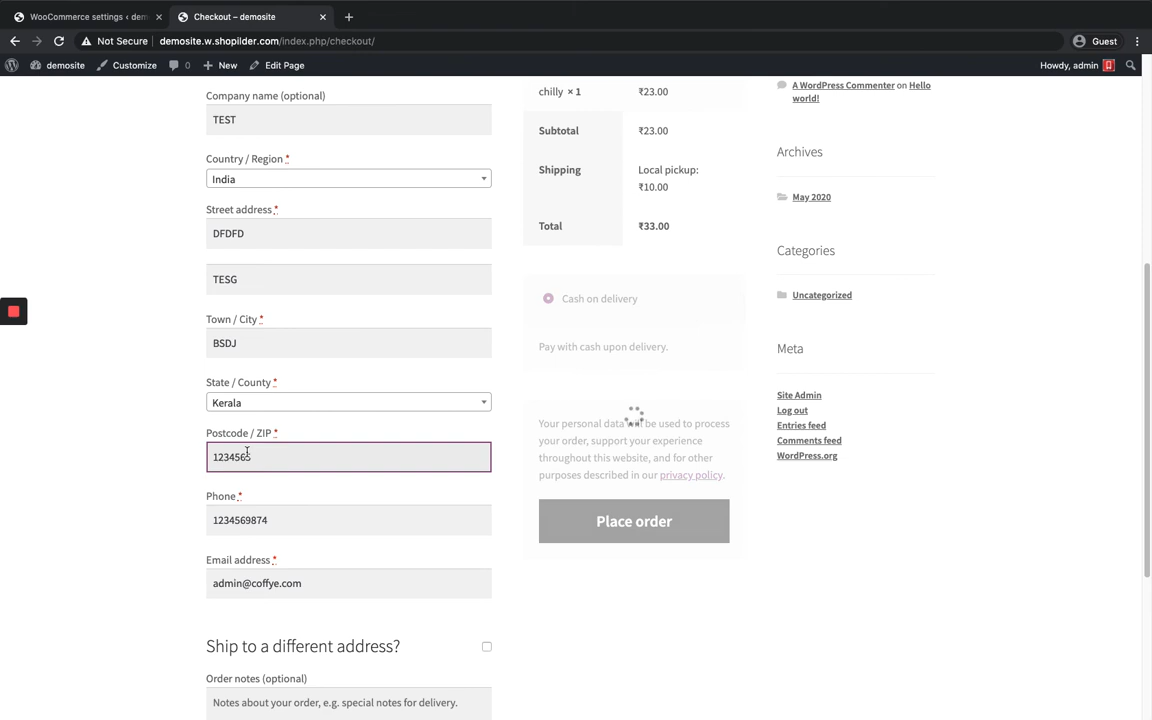 WooCommerce settings ‹ dem
Checkout – demosite
Not Secure
demosite.w.shopilder.com/index.php/checkout/
Guest
demosite
Customize
0
New
Edit Page
Howdy, admin
Company name (optional)
TEST
Country / Region *
India
Street address *
DFDFD
TESG
Town / City *
BSDJ
State / County *
Kerala
Postcode / ZIP *
1234565
Phone *
1234569874
Email address *
admin@coffye.com
Ship to a different address?
Order notes (optional)
Notes about your order, e.g. special notes for delivery.
chilly × 1
₹23.00
Subtotal
₹23.00
Shipping
Local pickup:
₹10.00
Total
₹33.00
Cash on delivery
Pay with cash upon delivery.
Your personal data will be used to process
your order, support your experience
throughout this website, and for other
purposes described in our privacy policy.
Place order
A WordPress Commenter on Hello
world!
Archives
May 2020
Categories
Uncategorized
Meta
Site Admin
Log out
Entries feed
Comments feed
WordPress.org